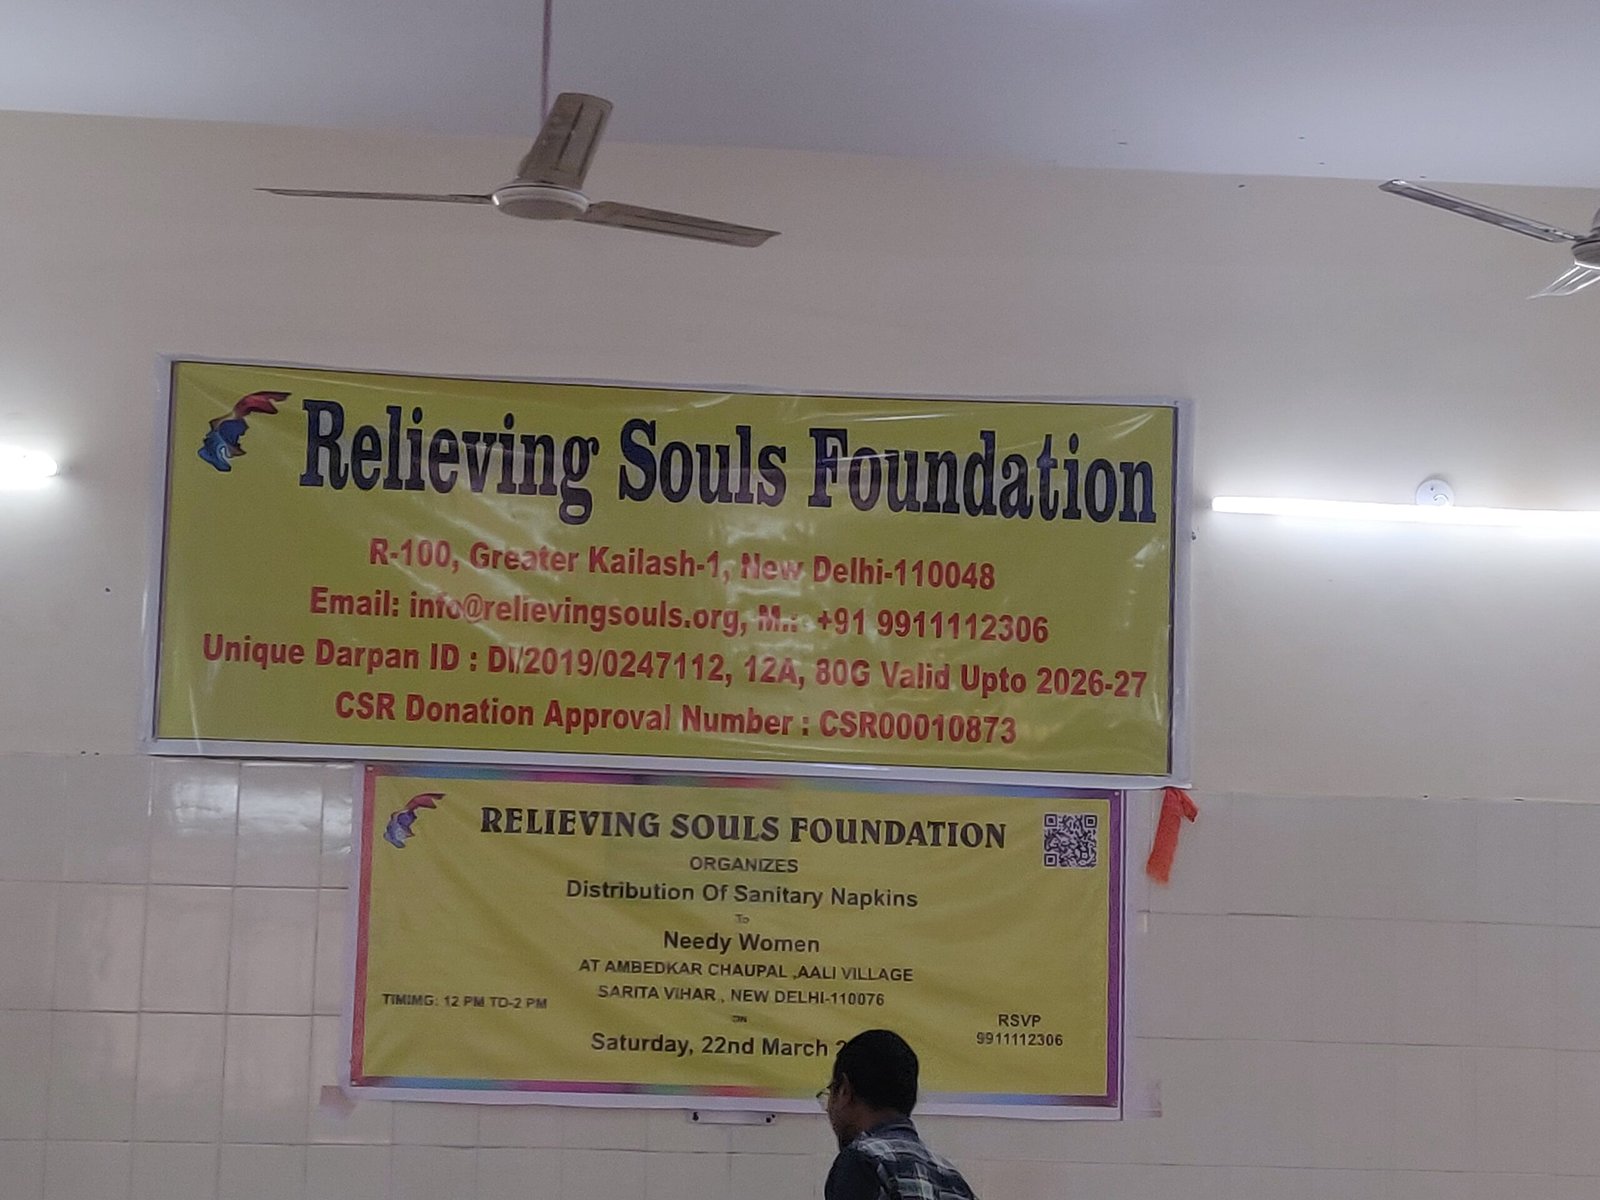 Relieving Souls Foundation
R-100, Greater Kailash-1, New Delhi-110048
Email: info@relievingsouls.org, M.: +91 9911112306
Unique Darpan ID : DI/2019/0247112, 12A, 80G Valid Upto 2026-27
CSR Donation Approval Number : CSR00010873
RELIEVING SOULS FOUNDATION
ORGANIZES
Distribution Of Sanitary Napkins
To
Needy Women
AT AMBEDKAR CHAUPAL ,AALI VILLAGE
SARITA VIHAR , NEW DELHI-110076
TIMIMG: 12 PM TO-2 PM
ON
Saturday, 22nd March
RSVP
9911112306